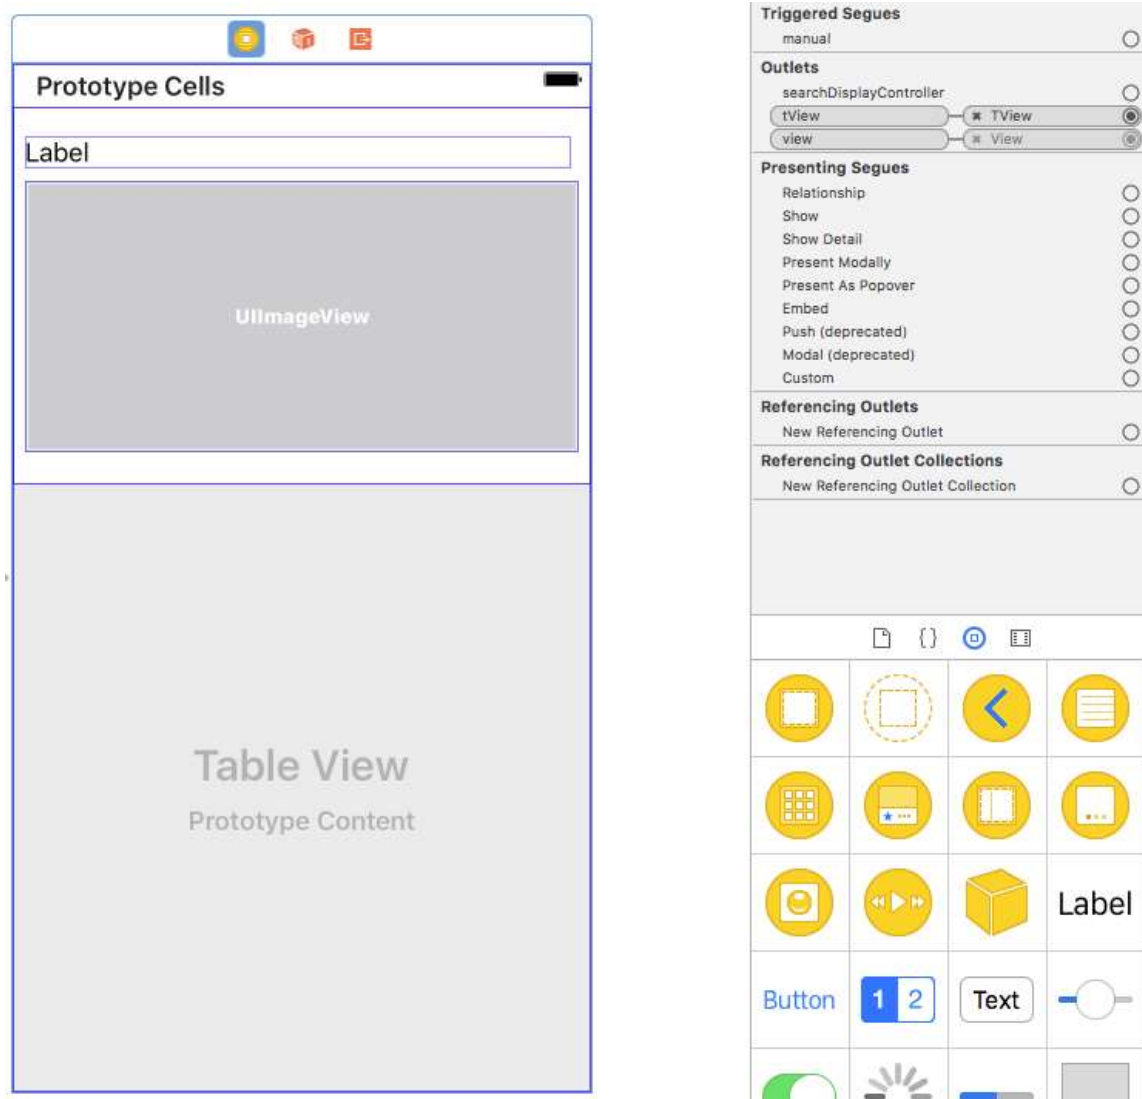 Prototype Cells
Label
UIImageView
Table View
Prototype Content
Triggered Segues
manual
Outlets
searchDisplayController
tView TView
view View
Presenting Segues
Relationship
Show
Show Detail
Present Modally
Present As Popover
Embed
Push (deprecated)
Modal (deprecated)
Custom
Referencing Outlets
New Referencing Outlet
Referencing Outlet Collections
New Referencing Outlet Collection
{}
Label
Button 1 2 Text